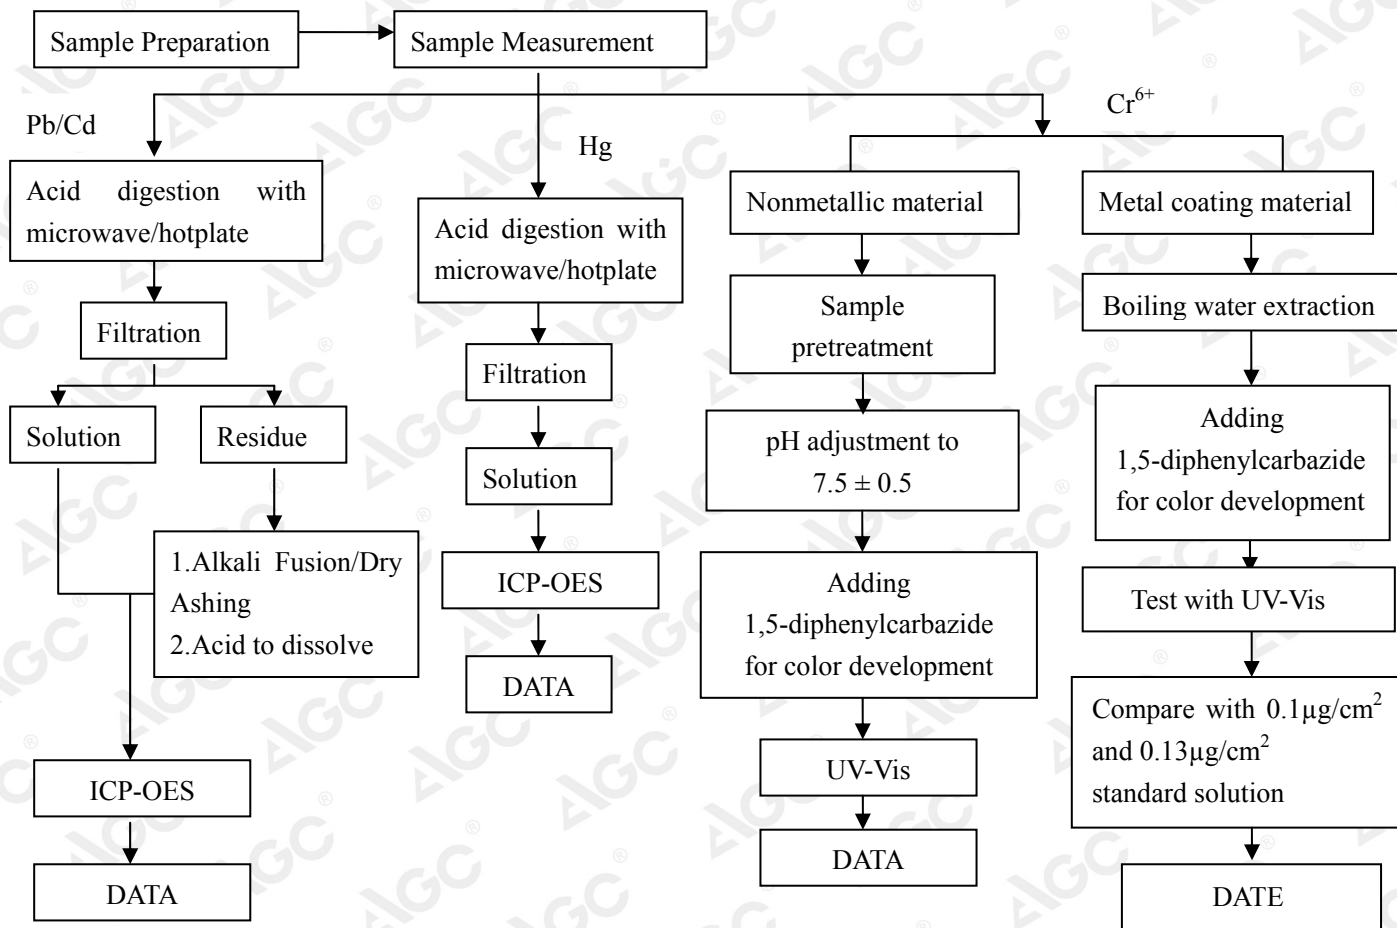 Sample Preparation
Sample Measurement
Pb/Cd
Acid digestion with
microwave/hotplate
Filtration
Solution
Residue
1.Alkali Fusion/Dry
Ashing
2.Acid to dissolve
ICP-OES
DATA
Hg
Acid digestion with
microwave/hotplate
Filtration
Solution
ICP-OES
DATA
Cr⁶⁺
Nonmetallic material
Sample
pretreatment
pH adjustment to
7.5 ± 0.5
Adding
1,5-diphenylcarbazide
for color development
UV-Vis
DATA
Metal coating material
Boiling water extraction
Adding
1,5-diphenylcarbazide
for color development
Test with UV-Vis
Compare with 0.1µg/cm²
and 0.13µg/cm²
standard solution
DATE
AGC®